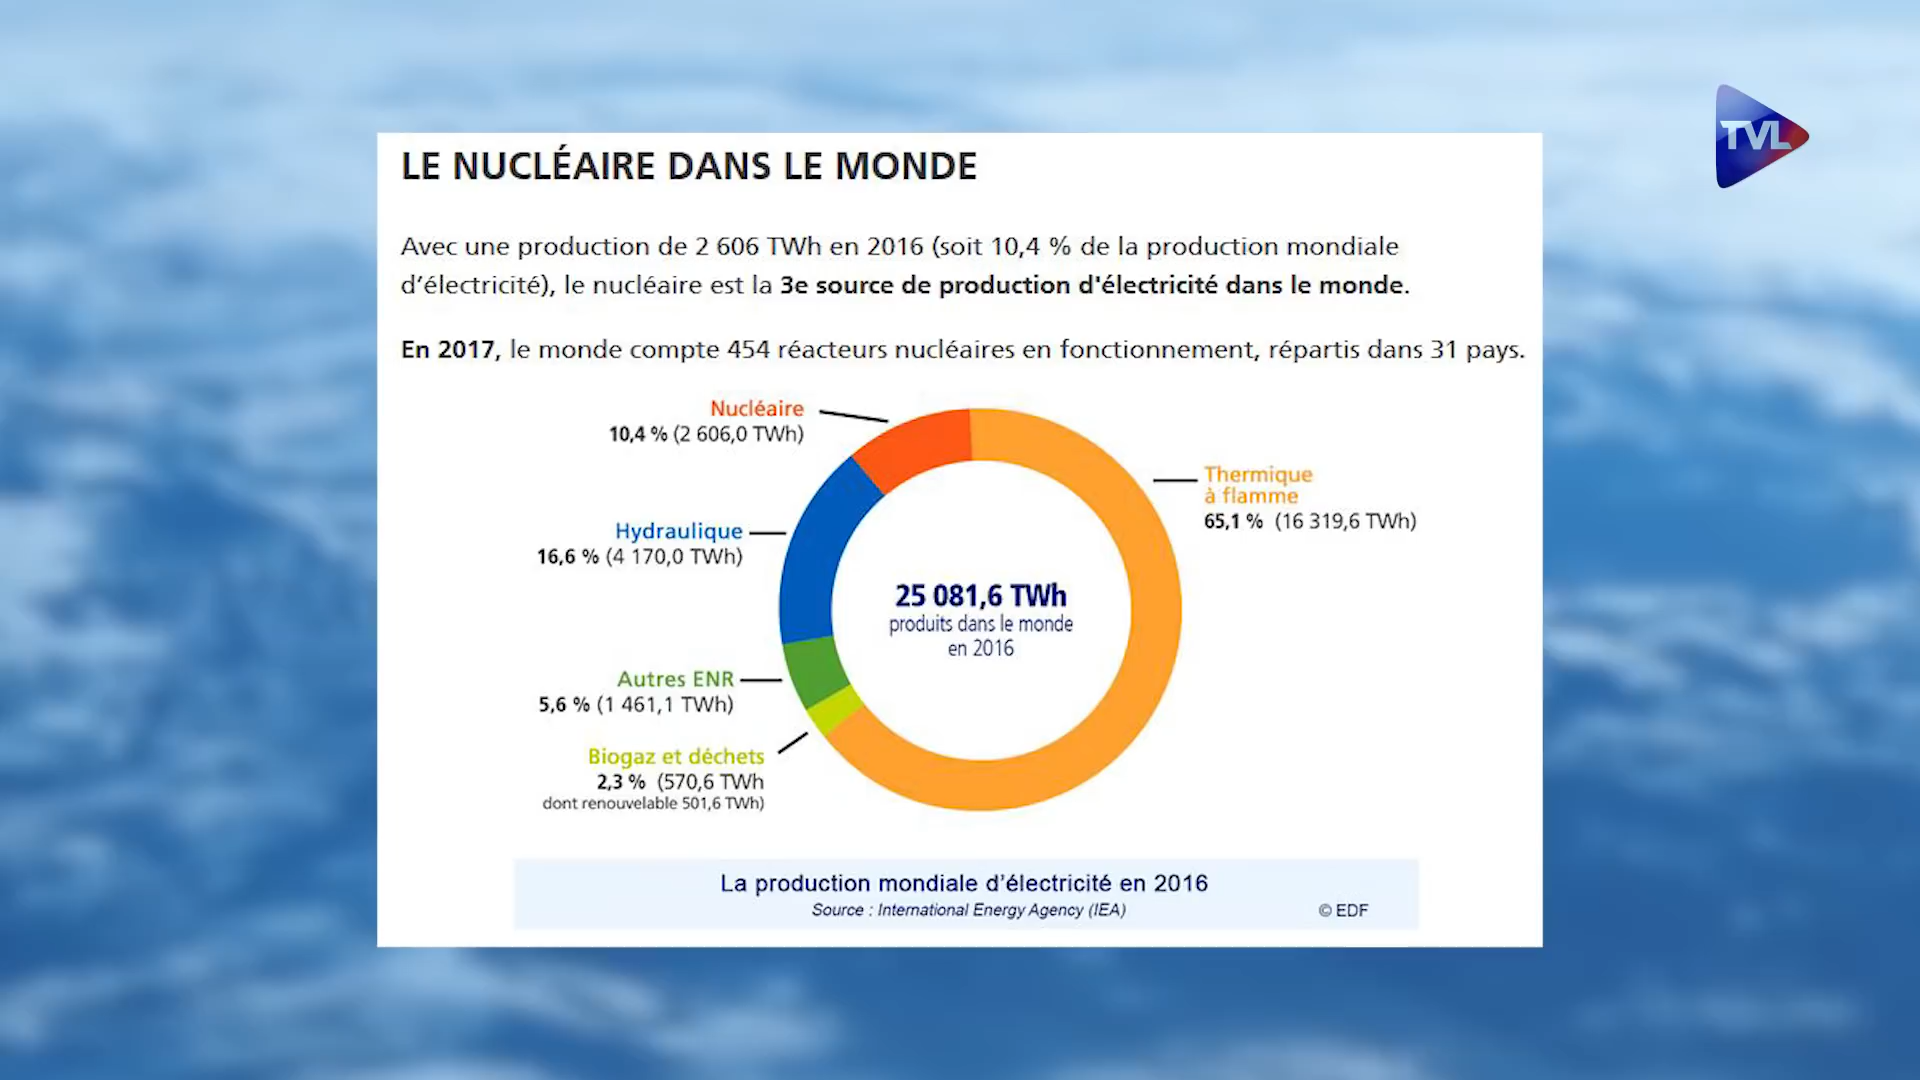 TVL
LE NUCLÉAIRE DANS LE MONDE
Avec une production de 2 606 TWh en 2016 (soit 10,4 % de la production mondiale
d’électricité), le nucléaire est la 3e source de production d'électricité dans le monde.
En 2017, le monde compte 454 réacteurs nucléaires en fonctionnement, répartis dans 31 pays.
Nucléaire
10,4 % (2 606,0 TWh)
Thermique
à flamme
65,1 % (16 319,6 TWh)
Hydraulique
16,6 % (4 170,0 TWh)
25 081,6 TWh
produits dans le monde
en 2016
Autres ENR
5,6 % (1 461,1 TWh)
Biogaz et déchets
2,3 % (570,6 TWh
dont renouvelable 501,6 TWh)
La production mondiale d’électricité en 2016
Source : International Energy Agency (IEA)
© EDF